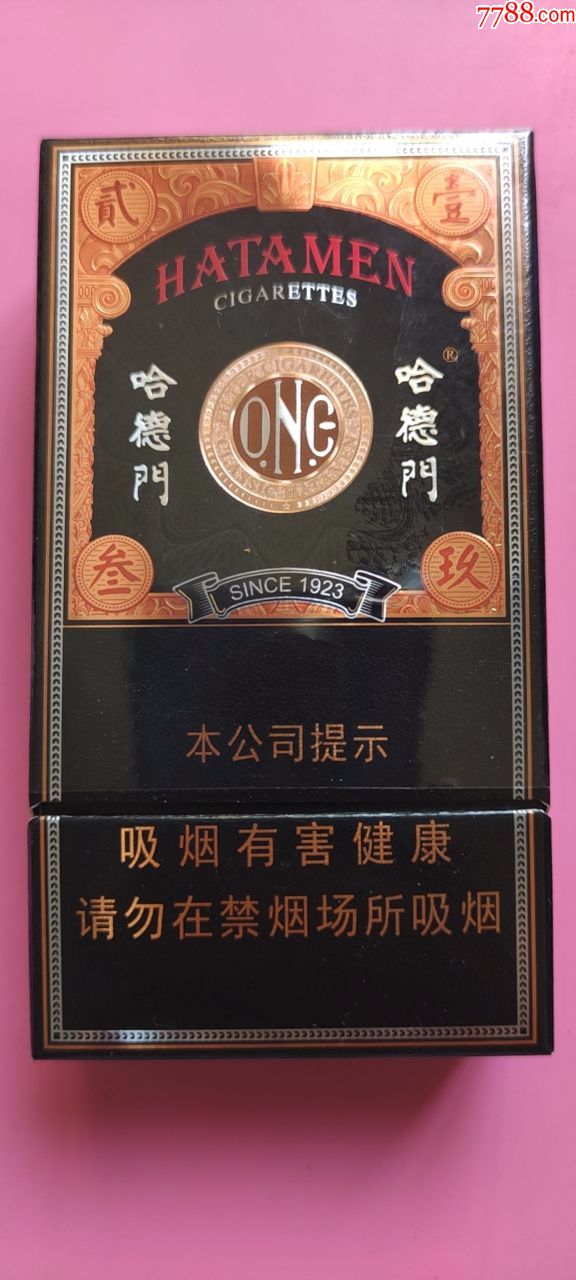 7788.com
貳 壹
HATAMEN
CIGARETTES
®
哈德門
哈德門
O.N.C
叁 玖
SINCE 1923
本公司提示
吸烟有害健康
请勿在禁烟场所吸烟